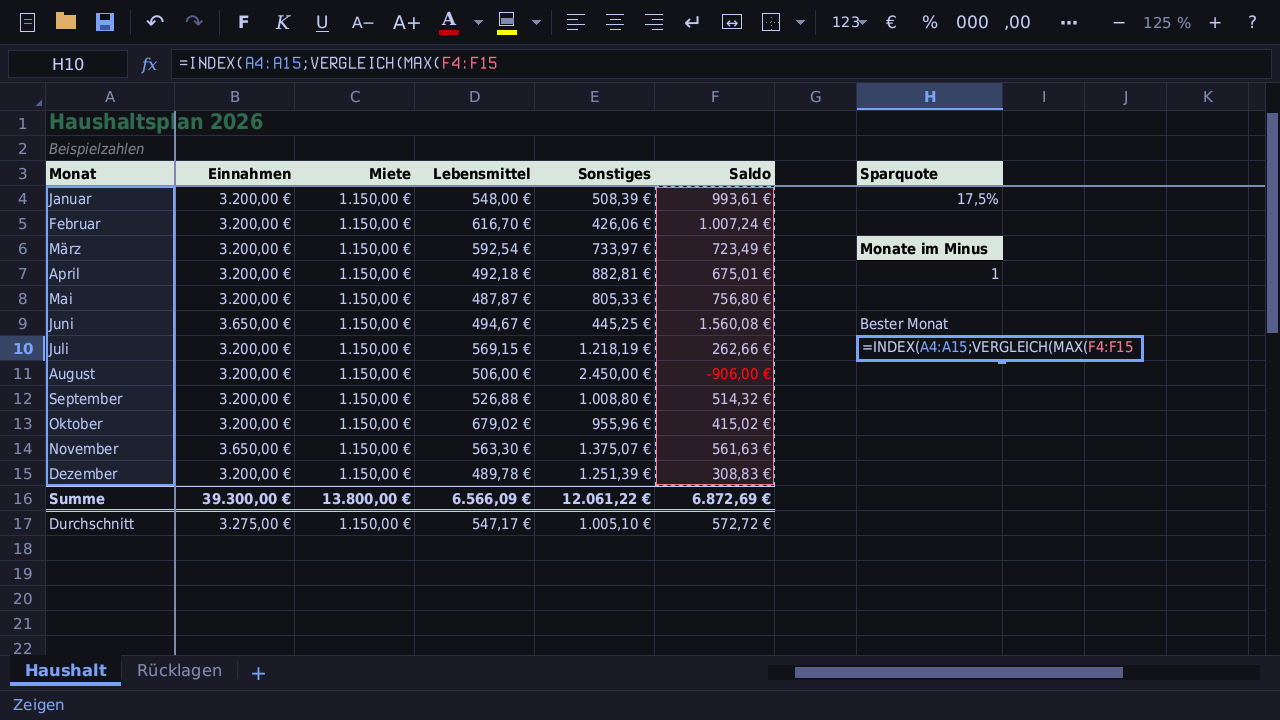 F K U A− A+ A 123 € % 000 ,00 ⋯ − 125 % + ?
H10 fx =INDEX(A4:A15;VERGLEICH(MAX(F4:F15
A B C D E F G H I J K
1 Haushaltsplan 2026
2 Beispielzahlen
3 Monat Einnahmen Miete Lebensmittel Sonstiges Saldo Sparquote
4 Januar 3.200,00 € 1.150,00 € 548,00 € 508,39 € 993,61 € 17,5%
5 Februar 3.200,00 € 1.150,00 € 616,70 € 426,06 € 1.007,24 €
6 März 3.200,00 € 1.150,00 € 592,54 € 733,97 € 723,49 € Monate im Minus
7 April 3.200,00 € 1.150,00 € 492,18 € 882,81 € 675,01 € 1
8 Mai 3.200,00 € 1.150,00 € 487,87 € 805,33 € 756,80 €
9 Juni 3.650,00 € 1.150,00 € 494,67 € 445,25 € 1.560,08 € Bester Monat
10 Juli 3.200,00 € 1.150,00 € 569,15 € 1.218,19 € 262,66 € =INDEX(A4:A15;VERGLEICH(MAX(F4:F15
11 August 3.200,00 € 1.150,00 € 506,00 € 2.450,00 € -906,00 €
12 September 3.200,00 € 1.150,00 € 526,88 € 1.008,80 € 514,32 €
13 Oktober 3.200,00 € 1.150,00 € 679,02 € 955,96 € 415,02 €
14 November 3.650,00 € 1.150,00 € 563,30 € 1.375,07 € 561,63 €
15 Dezember 3.200,00 € 1.150,00 € 489,78 € 1.251,39 € 308,83 €
16 Summe 39.300,00 € 13.800,00 € 6.566,09 € 12.061,22 € 6.872,69 €
17 Durchschnitt 3.275,00 € 1.150,00 € 547,17 € 1.005,10 € 572,72 €
18
19
20
21
22
Haushalt Rücklagen +
Zeigen